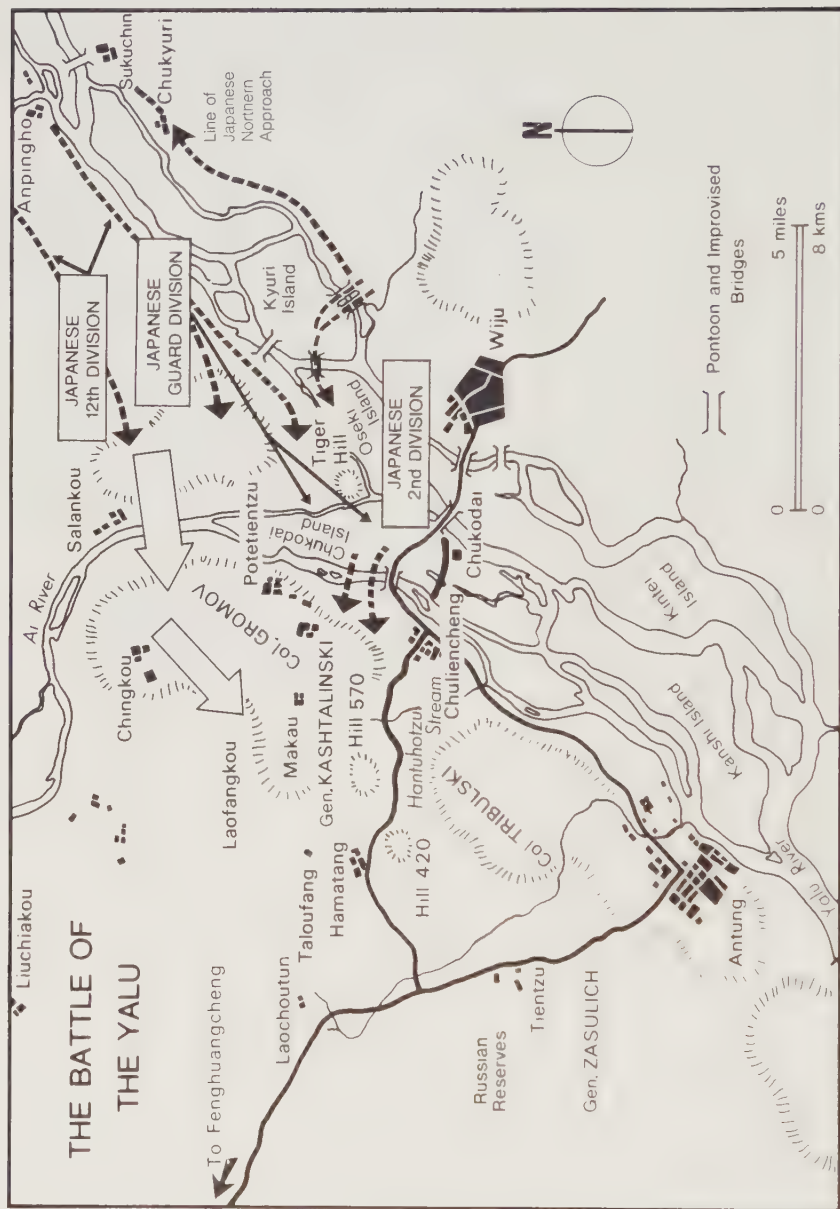 THE BATTLE OF
THE YALU
Liuchiakou
To Fenghuangcheng
Laochoutun
Taloufang
Hamatang
Russian
Reserves
Tientzu
Gen. ZASULICH
Antung
Yalu River
Hill 420
Col TRIBULSKI
Hantuhotzu
Stream
Chuliencheng
Hill 570
Gen. KASHTALINSKI
Makau
Laofangkou
Chingkou
Col. GROMOV
Potetientzu
Ai River
Salankou
Chukodai
Island
Chukodai
Kanshi Island
Kintei
Island
Tiger
Hill
Oseki
Island
Kyuri
Island
Wiju
JAPANESE
12th DIVISION
JAPANESE
GUARD DIVISION
JAPANESE
2nd DIVISION
Anpingho
Sukuchin
Chukyuri
Line of
Japanese
Northern
Approach
N
Pontoon and Improvised
Bridges
0
5 miles
0
8 kms